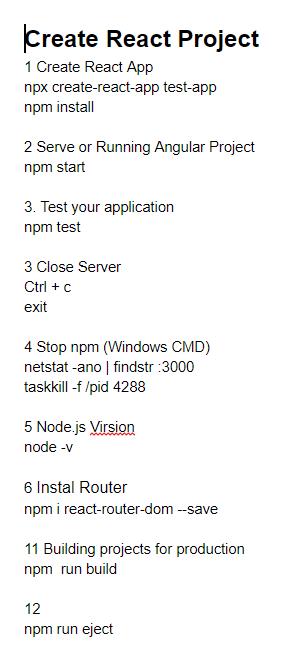 Create React Project
1 Create React App
npx create-react-app test-app
npm install
2 Serve or Running Angular Project
npm start
3. Test your application
npm test
3 Close Server
Ctrl + c
exit
4 Stop npm (Windows CMD)
netstat -ano | findstr :3000
taskkill -f /pid 4288
5 Node.js Virsion
node -v
6 Instal Router
npm i react-router-dom --save
11 Building projects for production
npm  run build
12
npm run eject